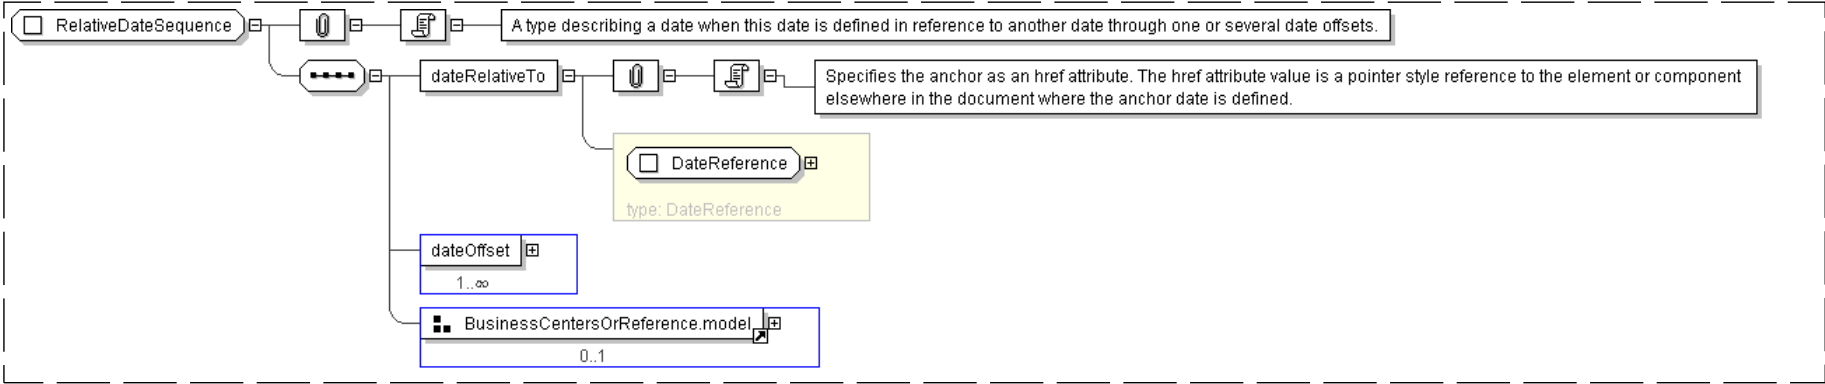 RelativeDateSequence
A type describing a date when this date is defined in reference to another date through one or several date offsets.
dateRelativeTo
Specifies the anchor as an href attribute. The href attribute value is a pointer style reference to the element or component
elsewhere in the document where the anchor date is defined.
DateReference
type: DateReference
dateOffset
1..∞
BusinessCentersOrReference.model
0..1